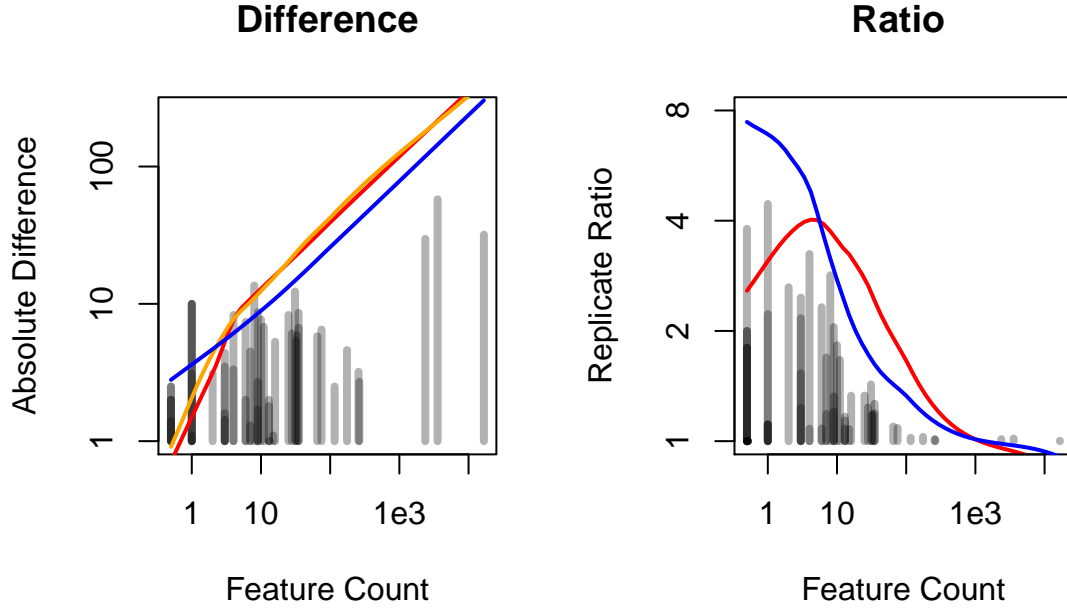 Difference
Absolute Difference
100
10
1
1 10 1e3
Feature Count
Ratio
Replicate Ratio
8
4
2
1
1 10 1e3
Feature Count